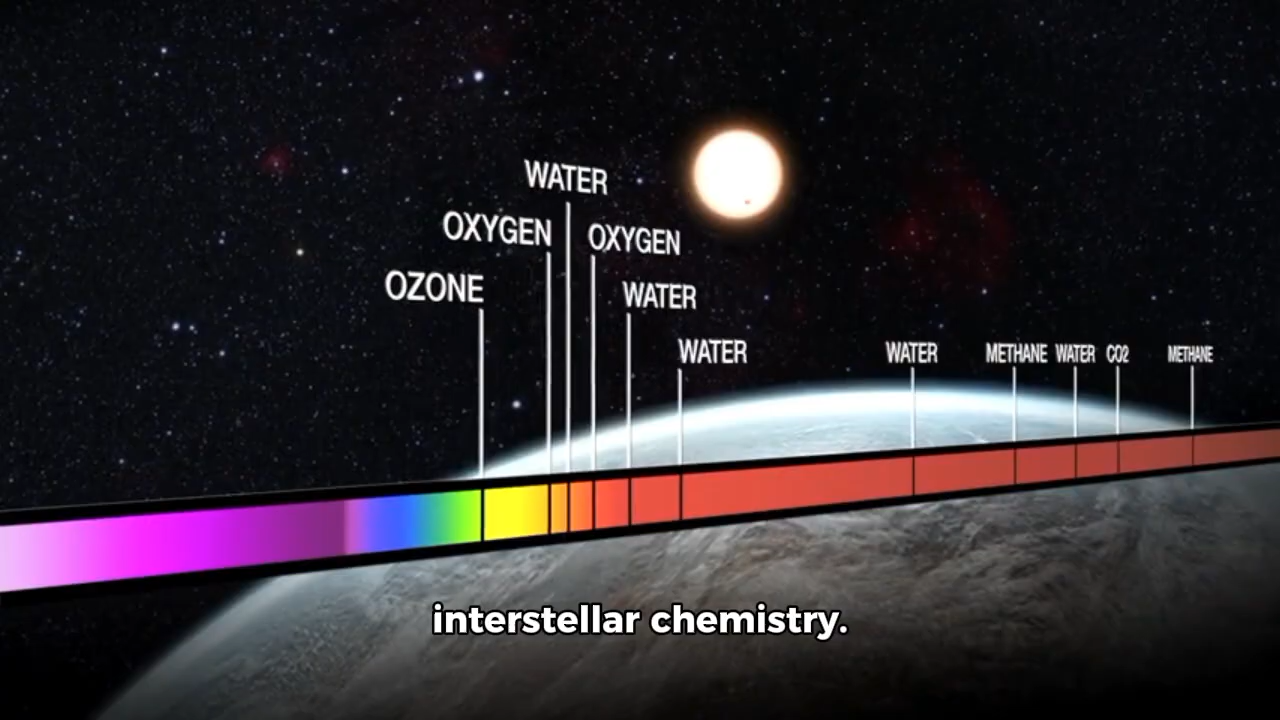 WATER
OXYGEN
OXYGEN
OZONE
WATER
WATER
WATER
METHANE
WATER
CO2
METHANE
interstellar chemistry.